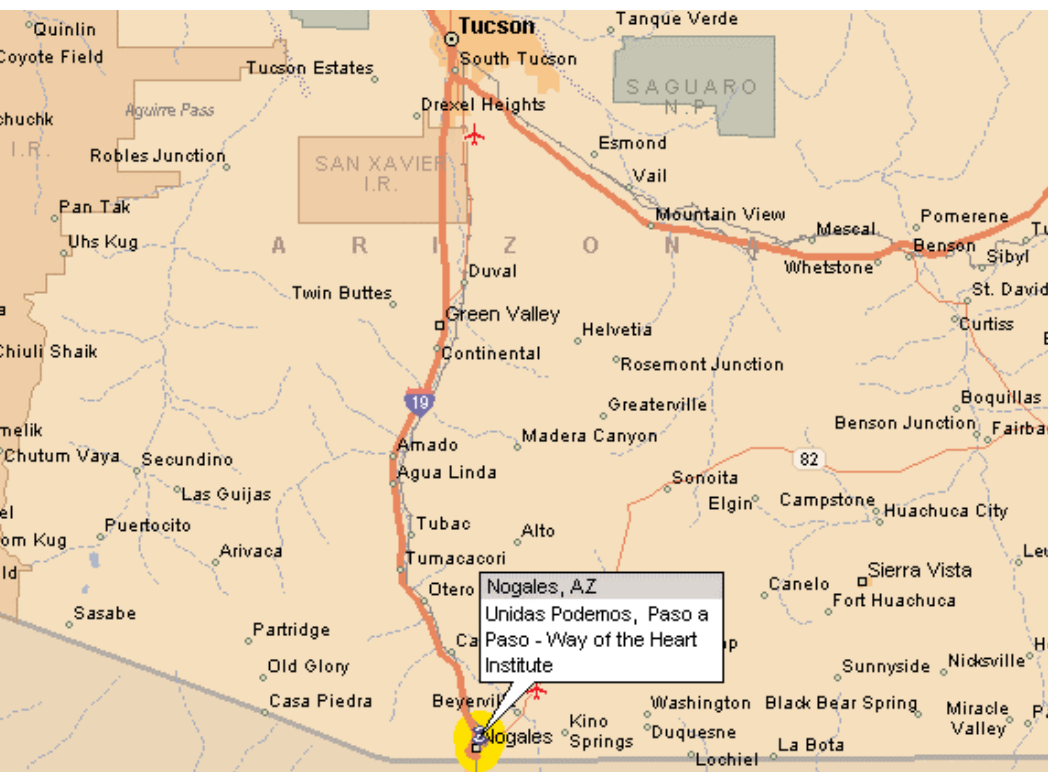 Quinlin
Tucson
Tanque Verde
Coyote Field
South Tucson
Tucson Estates
SAGUARO
N.P.
Aguirre Pass
Drexel Heights
I.R.
Robles Junction
SAN XAVIER
I.R.
Esmond
Vail
Pan Tak
Mountain View
Mescal
Pomerene
Uhs Kug
ARIZONA
Benson
Sibyl
Whetstone
Duval
Twin Buttes
St. David
Green Valley
Helvetia
Curtiss
Chiuli Shaik
Continental
Rosemont Junction
19
Greaterville
Boquillas
Benson Junction
Madera Canyon
Amado
Chutum Vaya
Secundino
82
Agua Linda
Sonoita
Las Guijas
Elgin
Campstone
Huachuca City
Puertocito
Tubac
Alto
Kug
Arivaca
Tumacacori
Sierra Vista
Nogales, AZ
Otero
Canelo
Fort Huachuca
Unidas Podemos, Paso a
Paso - Way of the Heart
Institute
Sasabe
Partridge
Old Glory
Sunnyside
Nicksville
Casa Piedra
Washington
Black Bear Spring
Miracle
Valley
Kino
Springs
Duquesne
Nogales
La Bota
Lochiel